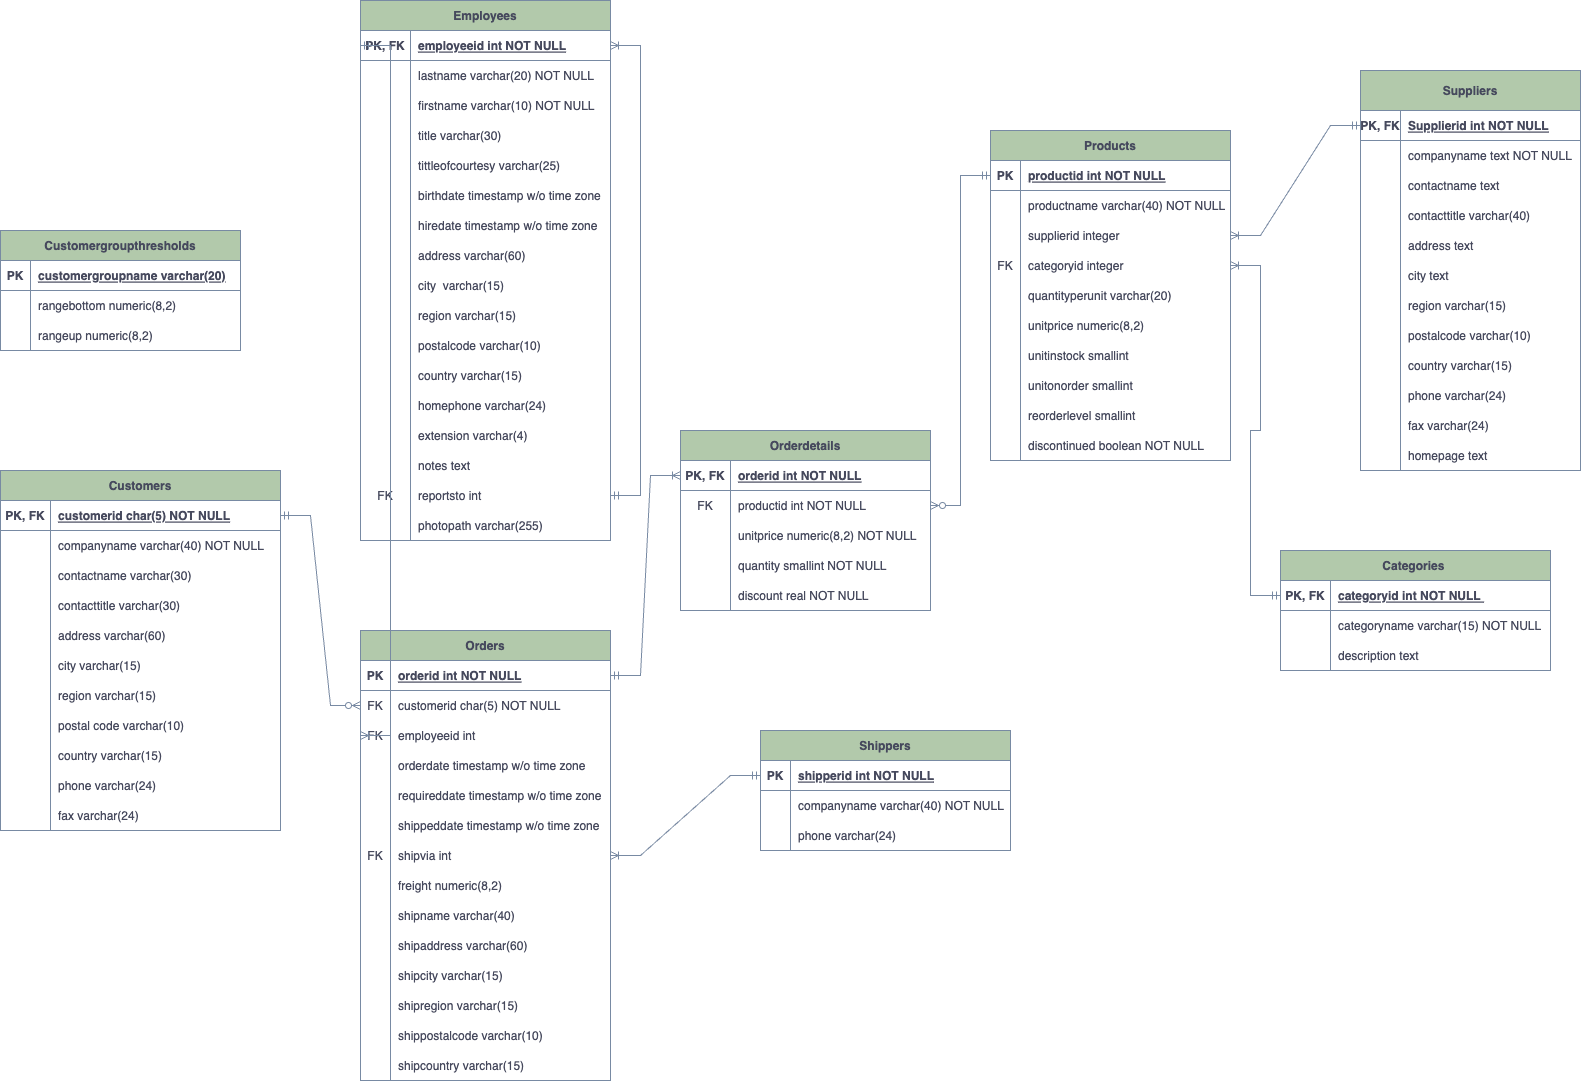 Employees
PK, FK employeeid int NOT NULL
lastname varchar(20) NOT NULL
firstname varchar(10) NOT NULL
title varchar(30)
tittleofcourtesy varchar(25)
birthdate timestamp w/o time zone
hiredate timestamp w/o time zone
address varchar(60)
city varchar(15)
region varchar(15)
postalcode varchar(10)
country varchar(15)
homephone varchar(24)
extension varchar(4)
notes text
FK reportsto int
photopath varchar(255)
Suppliers
PK, FK Supplierid int NOT NULL
companyname text NOT NULL
contactname text
contacttitle varchar(40)
address text
city text
region varchar(15)
postalcode varchar(10)
country varchar(15)
phone varchar(24)
fax varchar(24)
homepage text
Products
PK productid int NOT NULL
productname varchar(40) NOT NULL
supplierid integer
FK categoryid integer
quantityperunit varchar(20)
unitprice numeric(8,2)
unitinstock smallint
unitonorder smallint
reorderlevel smallint
discontinued boolean NOT NULL
Customergroupthresholds
PK customergroupname varchar(20)
rangebottom numeric(8,2)
rangeup numeric(8,2)
Orderdetails
PK, FK orderid int NOT NULL
FK productid int NOT NULL
unitprice numeric(8,2) NOT NULL
quantity smallint NOT NULL
discount real NOT NULL
Customers
PK, FK customerid char(5) NOT NULL
companyname varchar(40) NOT NULL
contactname varchar(30)
contacttitle varchar(30)
address varchar(60)
city varchar(15)
region varchar(15)
postal code varchar(10)
country varchar(15)
phone varchar(24)
fax varchar(24)
Categories
PK, FK categoryid int NOT NULL
categoryname varchar(15) NOT NULL
description text
Orders
PK orderid int NOT NULL
FK customerid char(5) NOT NULL
FK employeeid int
orderdate timestamp w/o time zone
requireddate timestamp w/o time zone
shippeddate timestamp w/o time zone
FK shipvia int
freight numeric(8,2)
shipname varchar(40)
shipaddress varchar(60)
shipcity varchar(15)
shipregion varchar(15)
shippostalcode varchar(10)
shipcountry varchar(15)
Shippers
PK shipperid int NOT NULL
companyname varchar(40) NOT NULL
phone varchar(24)